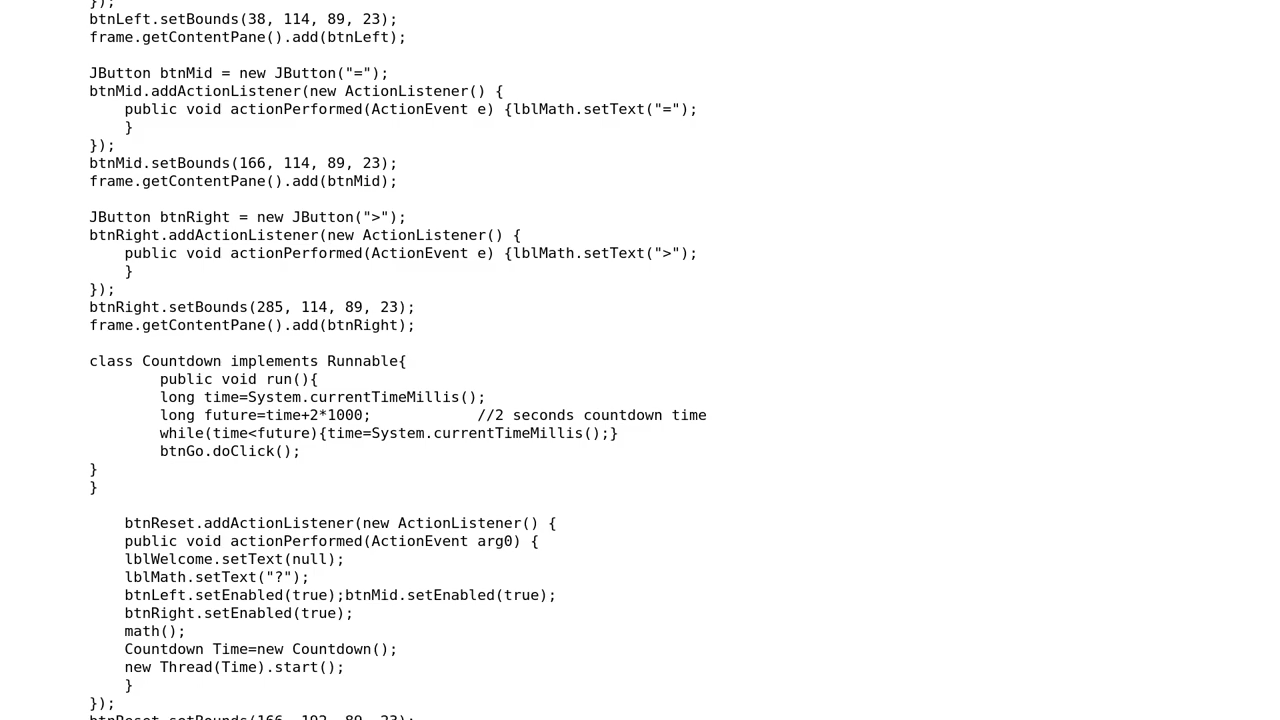 });
btnLeft.setBounds(38, 114, 89, 23);
frame.getContentPane().add(btnLeft);

JButton btnMid = new JButton("=");
btnMid.addActionListener(new ActionListener() {
    public void actionPerformed(ActionEvent e) {lblMath.setText("=");
    }
});
btnMid.setBounds(166, 114, 89, 23);
frame.getContentPane().add(btnMid);

JButton btnRight = new JButton(">");
btnRight.addActionListener(new ActionListener() {
    public void actionPerformed(ActionEvent e) {lblMath.setText(">");
    }
});
btnRight.setBounds(285, 114, 89, 23);
frame.getContentPane().add(btnRight);

class Countdown implements Runnable{
        public void run(){
        long time=System.currentTimeMillis();
        long future=time+2*1000;            //2 seconds countdown time
        while(time<future){time=System.currentTimeMillis();}
        btnGo.doClick();
}
}

    btnReset.addActionListener(new ActionListener() {
    public void actionPerformed(ActionEvent arg0) {
    lblWelcome.setText(null);
    lblMath.setText("?");
    btnLeft.setEnabled(true);btnMid.setEnabled(true);
    btnRight.setEnabled(true);
    math();
    Countdown Time=new Countdown();
    new Thread(Time).start();
    }
});
btnReset.setBounds(166, 192, 89, 23);